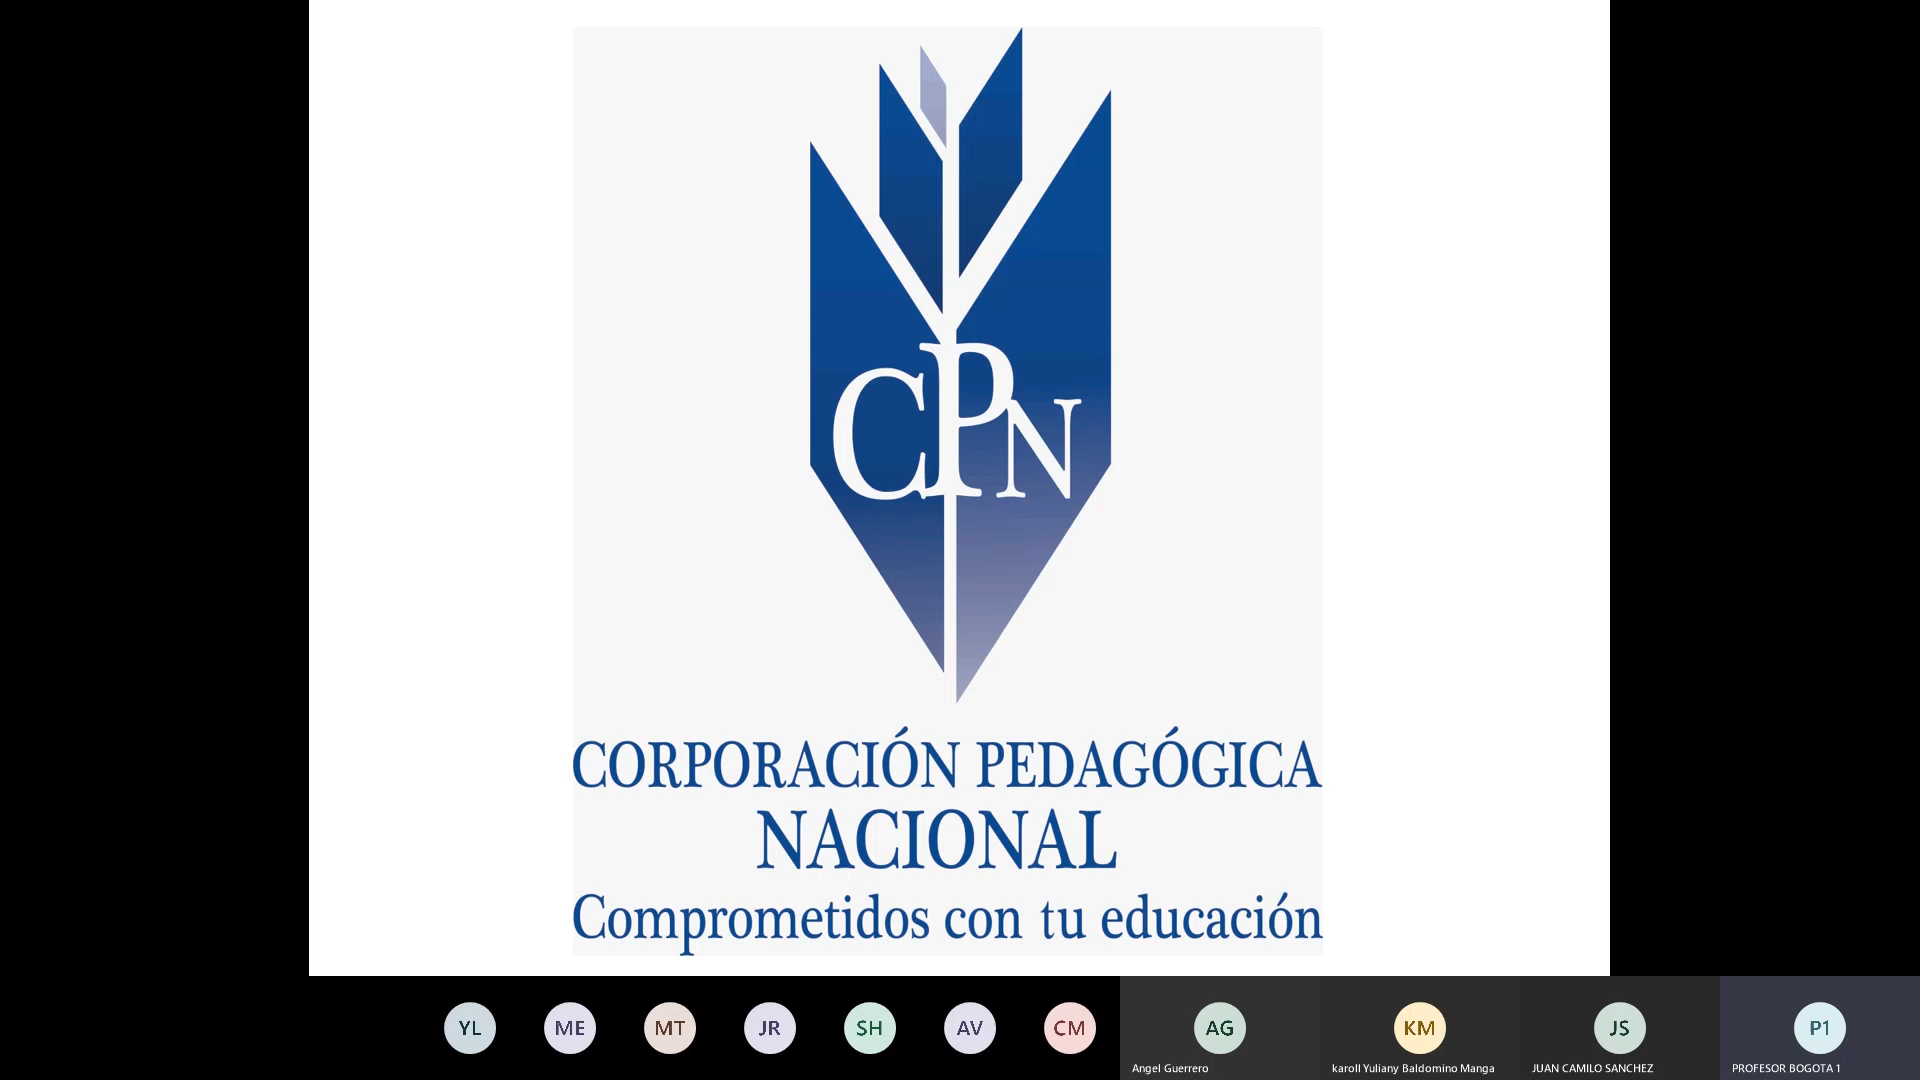 CPN
CORPORACIÓN PEDAGÓGICA
NACIONAL
Comprometidos con tu educación
YL ME MT JR SH AV CM AG KM JS P1
Angel Guerrero karoll Yuliany Baldomino Manga JUAN CAMILO SANCHEZ PROFESOR BOGOTA 1